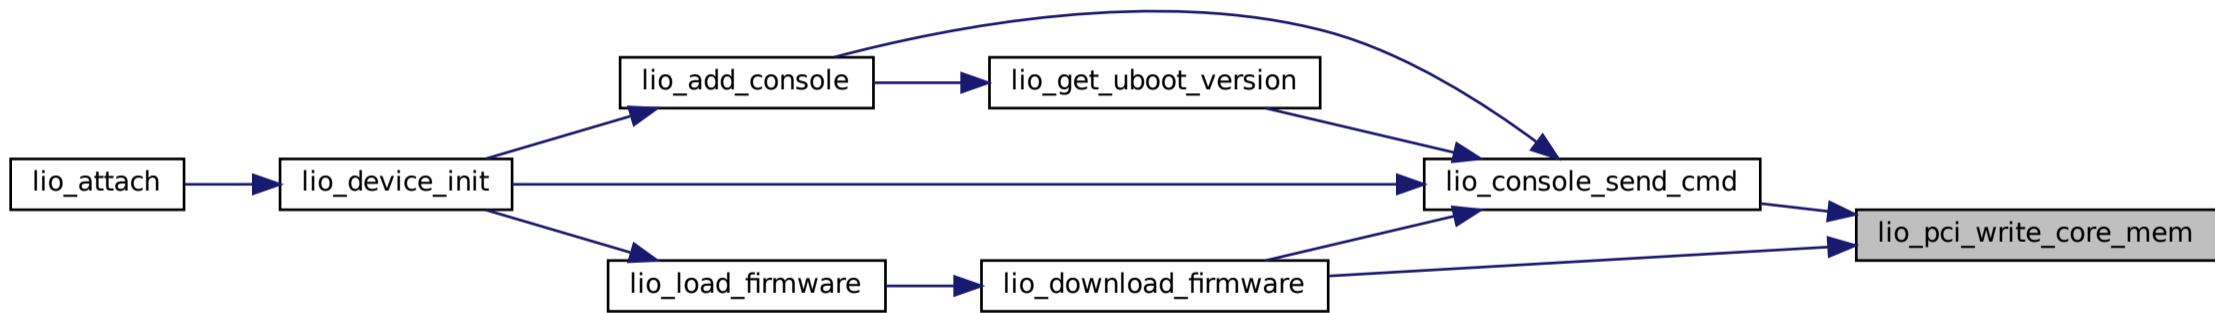 lio_add_console
lio_get_uboot_version
lio_attach
lio_device_init
lio_console_send_cmd
lio_pci_write_core_mem
lio_load_firmware
lio_download_firmware